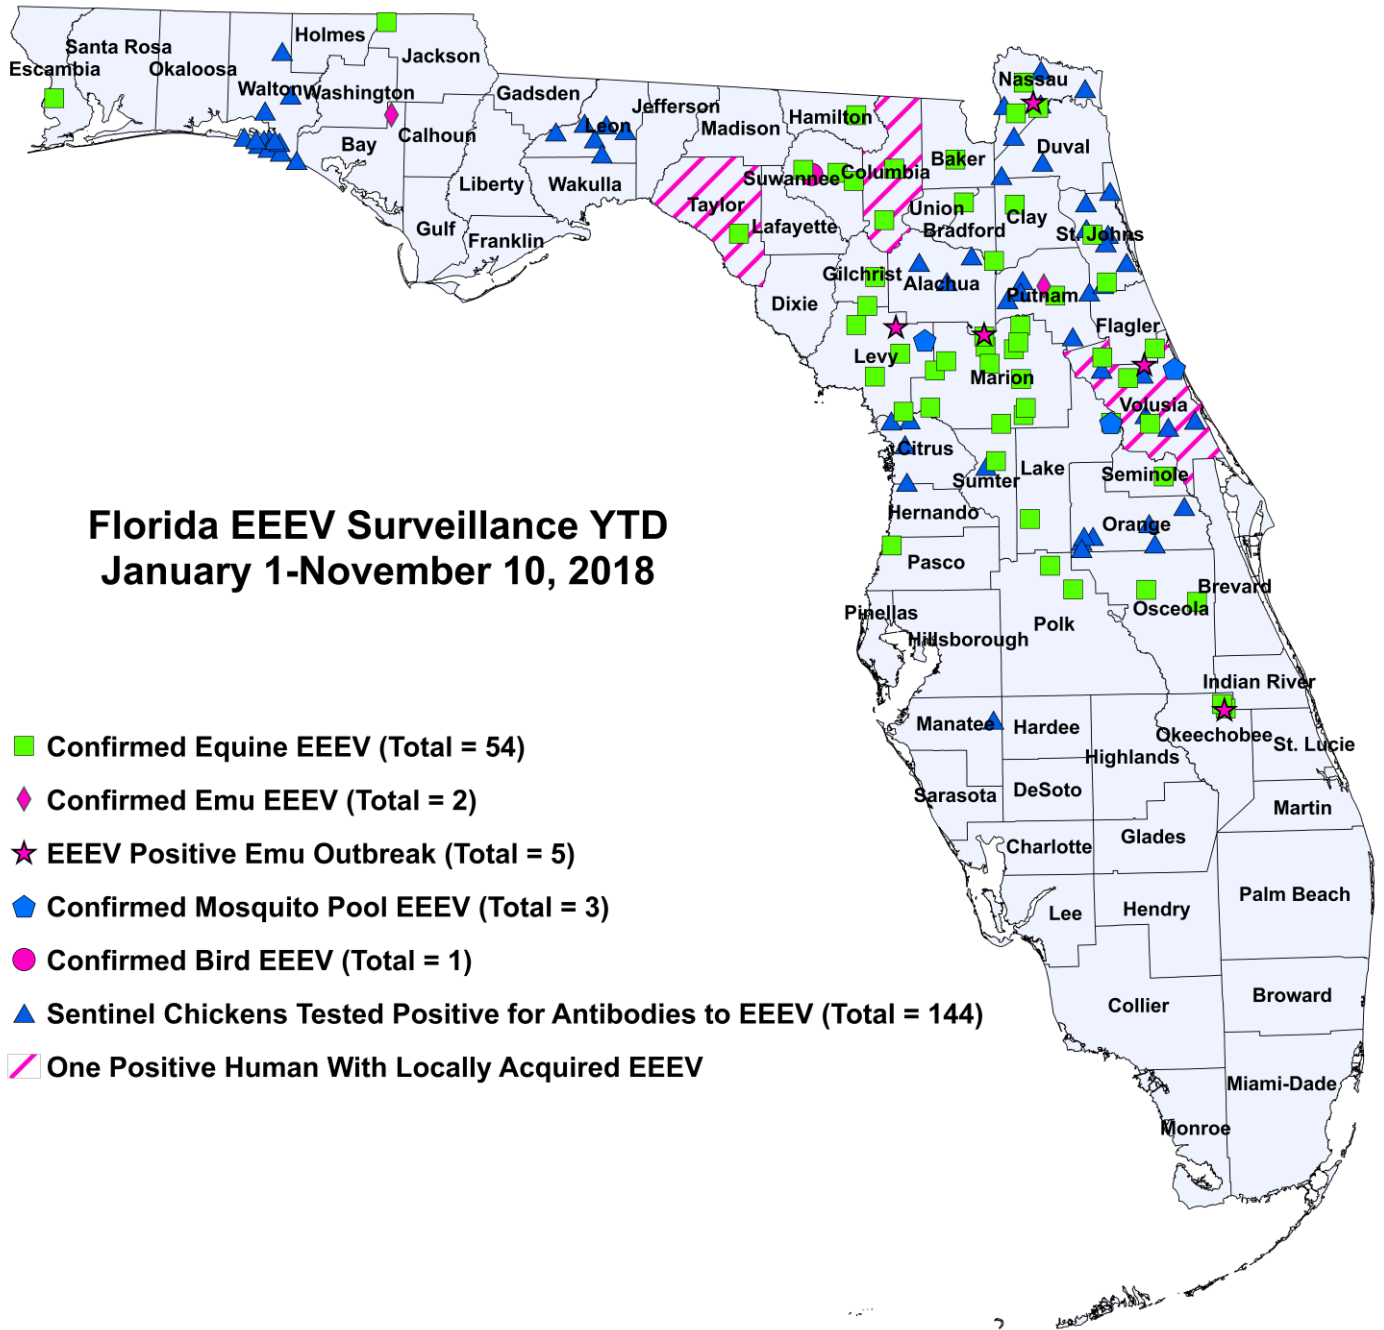 Holmes
Santa Rosa
Jackson
Escambia
Okaloosa
Walton
Washington
Gadsden
Jefferson
Leon
Madison
Hamilton
Nassau
Calhoun
Bay
Duval
Baker
Columbia
Suwannee
Liberty
Wakulla
Taylor
Union
Clay
Lafayette
Bradford
St. Johns
Gulf
Franklin
Gilchrist
Alachua
Putnam
Dixie
Flagler
Levy
Marion
Volusia
Citrus
Lake
Seminole
Sumter
Hernando
Orange
Florida EEEV Surveillance YTD
January 1-November 10, 2018
Pasco
Brevard
Pinellas
Osceola
Polk
Hillsborough
Indian River
Manatee
Hardee
Okeechobee
St. Lucie
Highlands
Sarasota
DeSoto
Martin
Glades
Charlotte
Palm Beach
Lee
Hendry
Collier
Broward
Miami-Dade
Monroe
Confirmed Equine EEEV (Total = 54)
Confirmed Emu EEEV (Total = 2)
EEEV Positive Emu Outbreak (Total = 5)
Confirmed Mosquito Pool EEEV (Total = 3)
Confirmed Bird EEEV (Total = 1)
Sentinel Chickens Tested Positive for Antibodies to EEEV (Total = 144)
One Positive Human With Locally Acquired EEEV